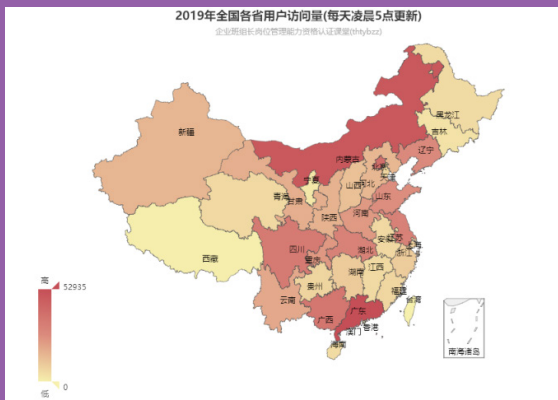 2019年全国各省用户访问量(每天凌晨5点更新)
企业班组长岗位管理能力资格认证课堂(thtybzz)
黑龙江
吉林
新疆
辽宁
内蒙古
北京
天津
宁夏
山西
河北
青海
甘肃
山东
陕西
河南
西藏
四川
重庆
湖北
安徽
江苏
上海
浙江
湖南
江西
贵州
福建
云南
台湾
广西
广东
香港
澳门
海南
南海诸岛
高
52935
0
低